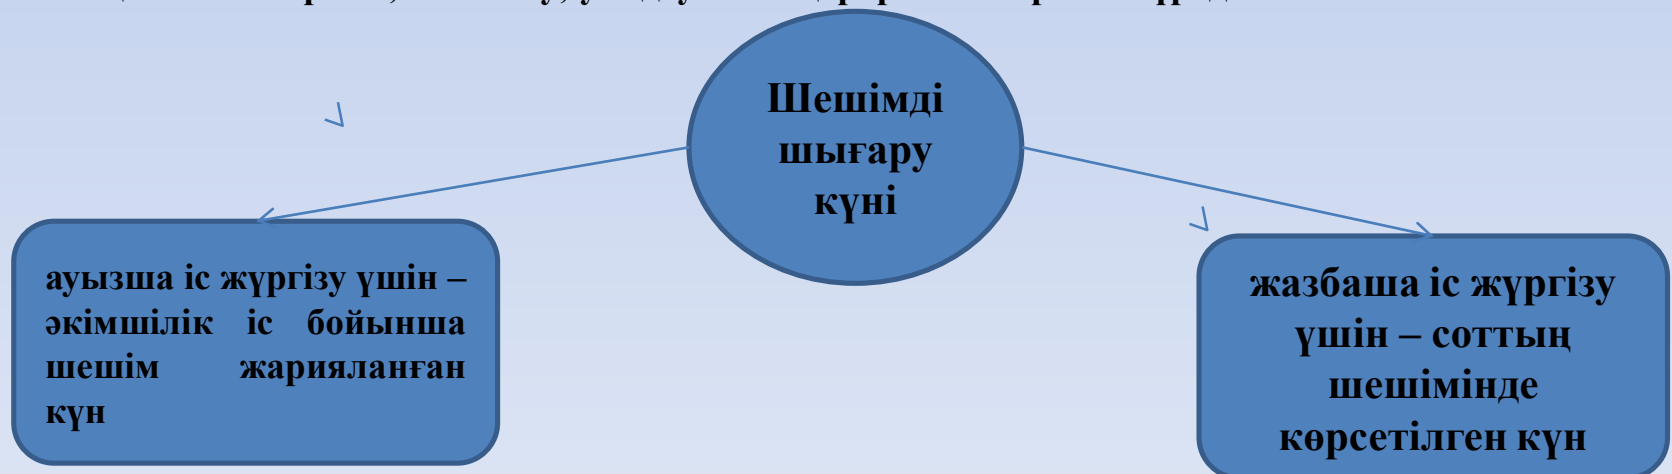 Шешімді
шығару
күні
ауызша іс жүргізу үшін –
әкімшілік іс бойынша
шешім жарияланған
күн
жазбаша іс жүргізу
үшін – соттың
шешімінде
көрсетілген күн